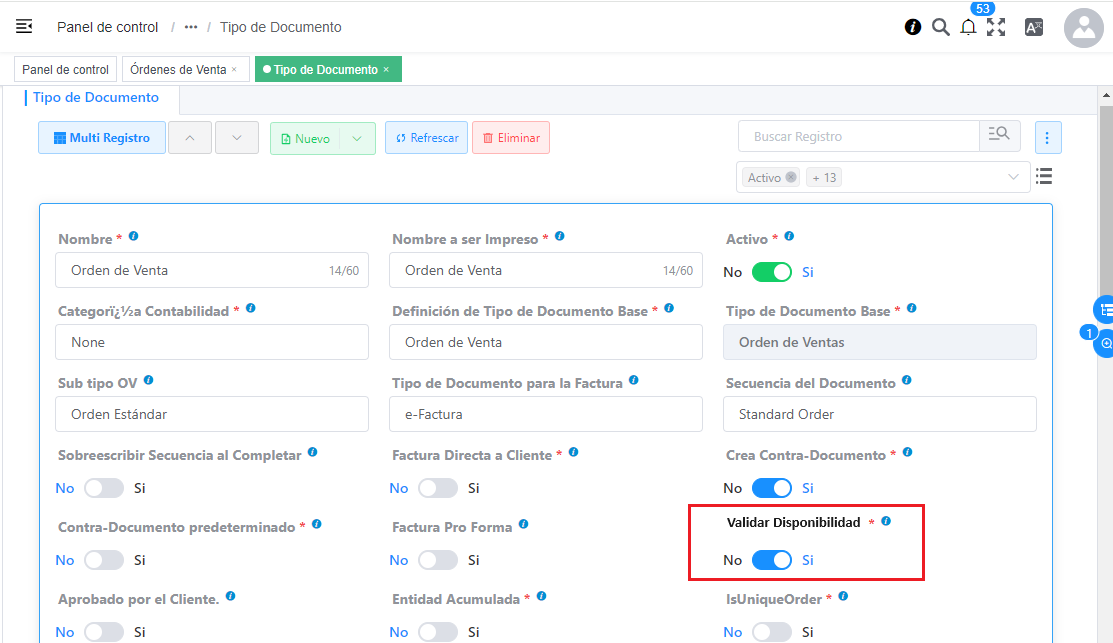 53
Panel de control / ••• / Tipo de Documento
Panel de control Órdenes de Venta × Tipo de Documento ×
Tipo de Documento
Multi Registro Nuevo Refrescar Eliminar Buscar Registro
Activo + 13
Nombre * Nombre a ser Impreso * Activo *
Orden de Venta 14/60 Orden de Venta 14/60 No Si
Categorï¿½a Contabilidad * Definición de Tipo de Documento Base * Tipo de Documento Base *
None Orden de Venta Orden de Ventas
1
Sub tipo OV Tipo de Documento para la Factura Secuencia del Documento
Orden Estándar e-Factura Standard Order
Sobreescribir Secuencia al Completar Factura Directa a Cliente * Crea Contra-Documento *
No Si No Si No Si
Contra-Documento predeterminado * Factura Pro Forma Validar Disponibilidad *
No Si No Si No Si
Aprobado por el Cliente. Entidad Acumulada * IsUniqueOrder *
No Si No Si No Si